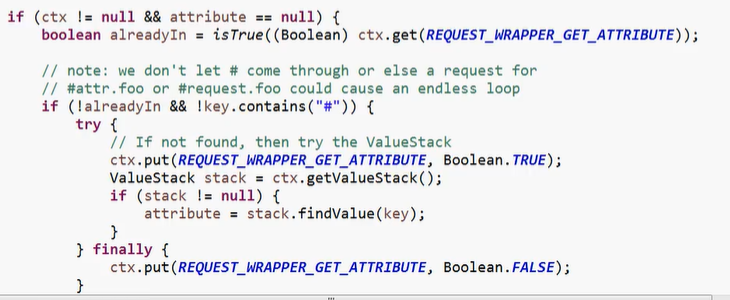 if (ctx != null && attribute == null) {
    boolean alreadyIn = isTrue((Boolean) ctx.get(REQUEST_WRAPPER_GET_ATTRIBUTE));

    // note: we don't let # come through or else a request for
    // #attr.foo or #request.foo could cause an endless loop
    if (!alreadyIn && !key.contains("#")) {
        try {
            // If not found, then try the ValueStack
            ctx.put(REQUEST_WRAPPER_GET_ATTRIBUTE, Boolean.TRUE);
            ValueStack stack = ctx.getValueStack();
            if (stack != null) {
                attribute = stack.findValue(key);
            }
        } finally {
            ctx.put(REQUEST_WRAPPER_GET_ATTRIBUTE, Boolean.FALSE);
        }